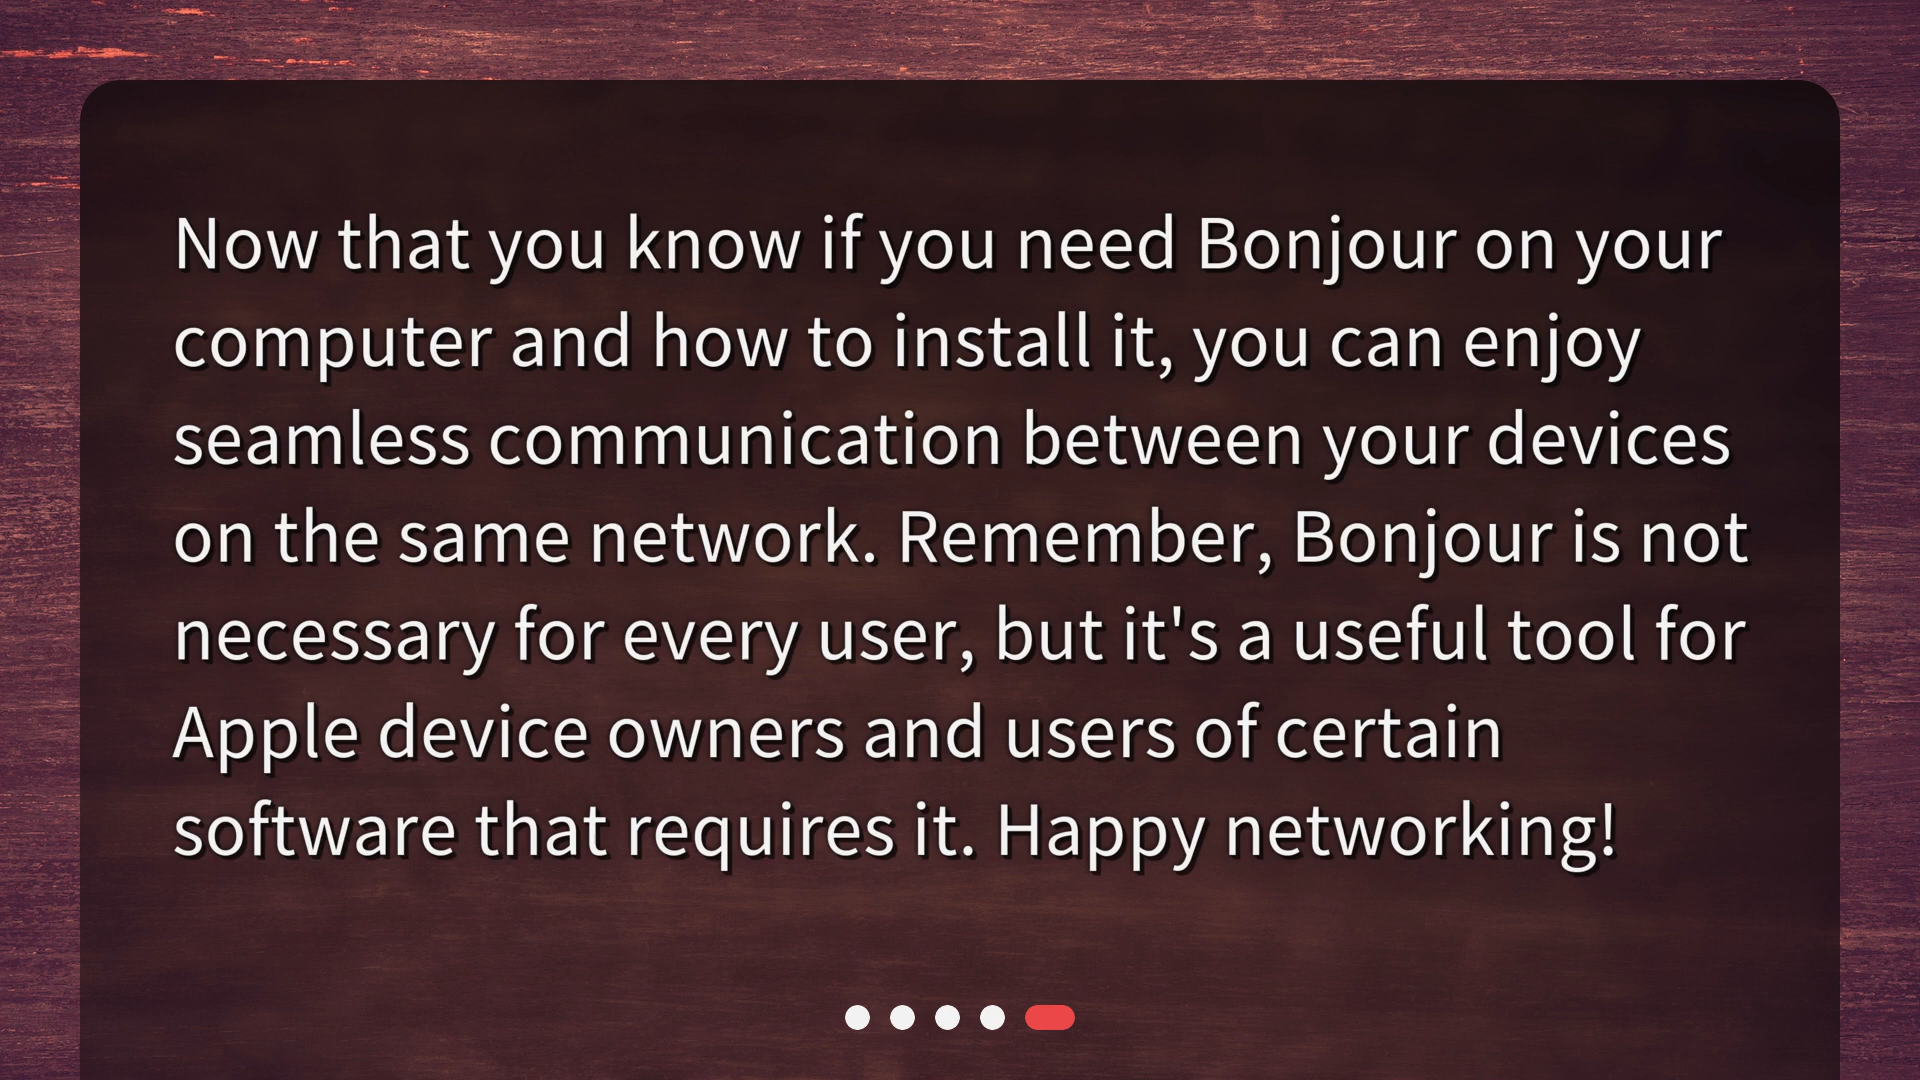 Now that you know if you need Bonjour on your
computer and how to install it, you can enjoy
seamless communication between your devices
on the same network. Remember, Bonjour is not
necessary for every user, but it's a useful tool for
Apple device owners and users of certain
software that requires it. Happy networking!